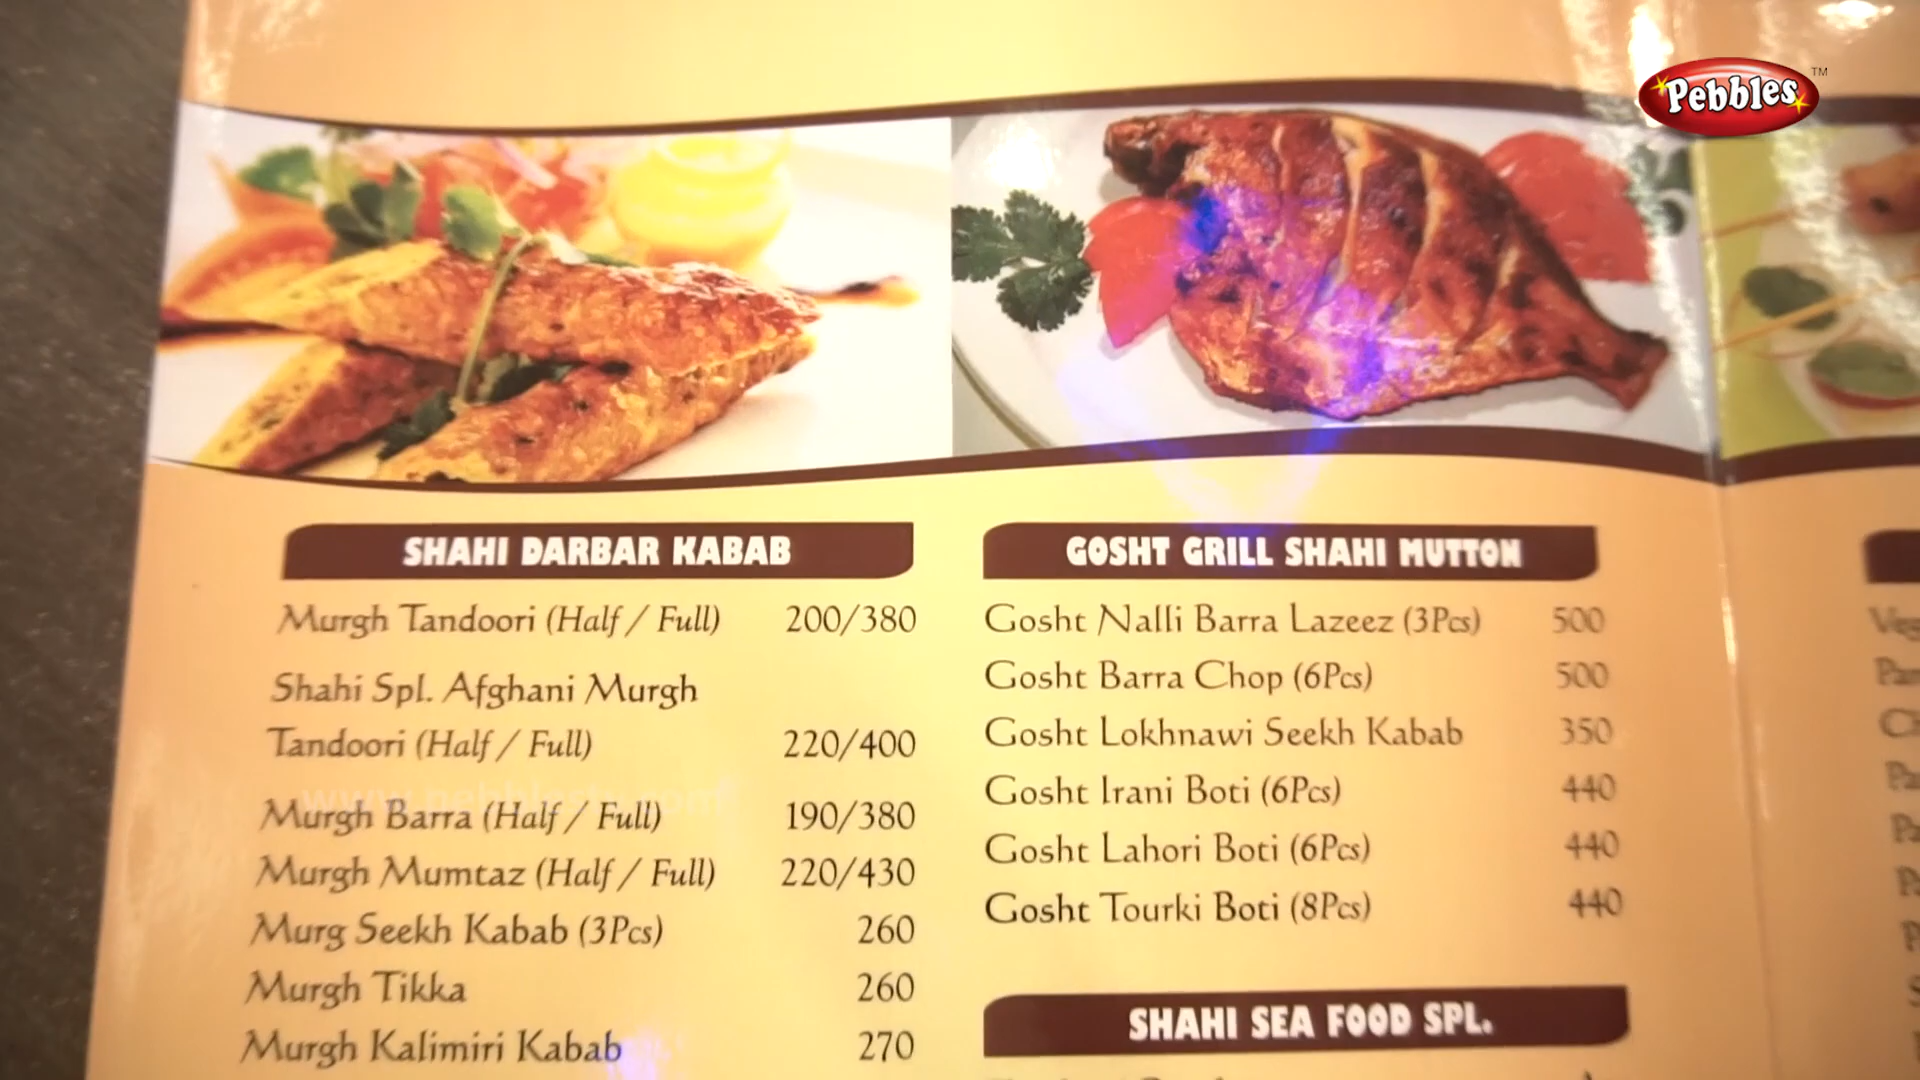 Pebbles TM
SHAHI DARBAR KABAB
Murgh Tandoori (Half / Full) 200/380
Shahi Spl. Afghani Murgh
Tandoori (Half / Full) 220/400
www.pebblestv.com
Murgh Barra (Half / Full) 190/380
Murgh Mumtaz (Half / Full) 220/430
Murg Seekh Kabab (3Pcs) 260
Murgh Tikka 260
Murgh Kalimiri Kabab 270
GOSHT GRILL SHAHI MUTTON
Gosht Nalli Barra Lazeez (3Pcs) 500
Gosht Barra Chop (6Pcs) 500
Gosht Lokhnawi Seekh Kabab 350
Gosht Irani Boti (6Pcs) 440
Gosht Lahori Boti (6Pcs) 440
Gosht Tourki Boti (8Pcs) 440
SHAHI SEA FOOD SPL.